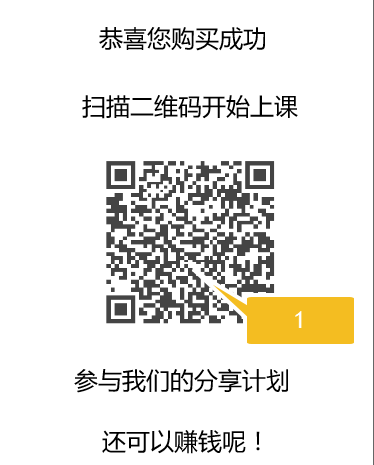 恭喜您购买成功
扫描二维码开始上课
1
参与我们的分享计划
还可以赚钱呢！